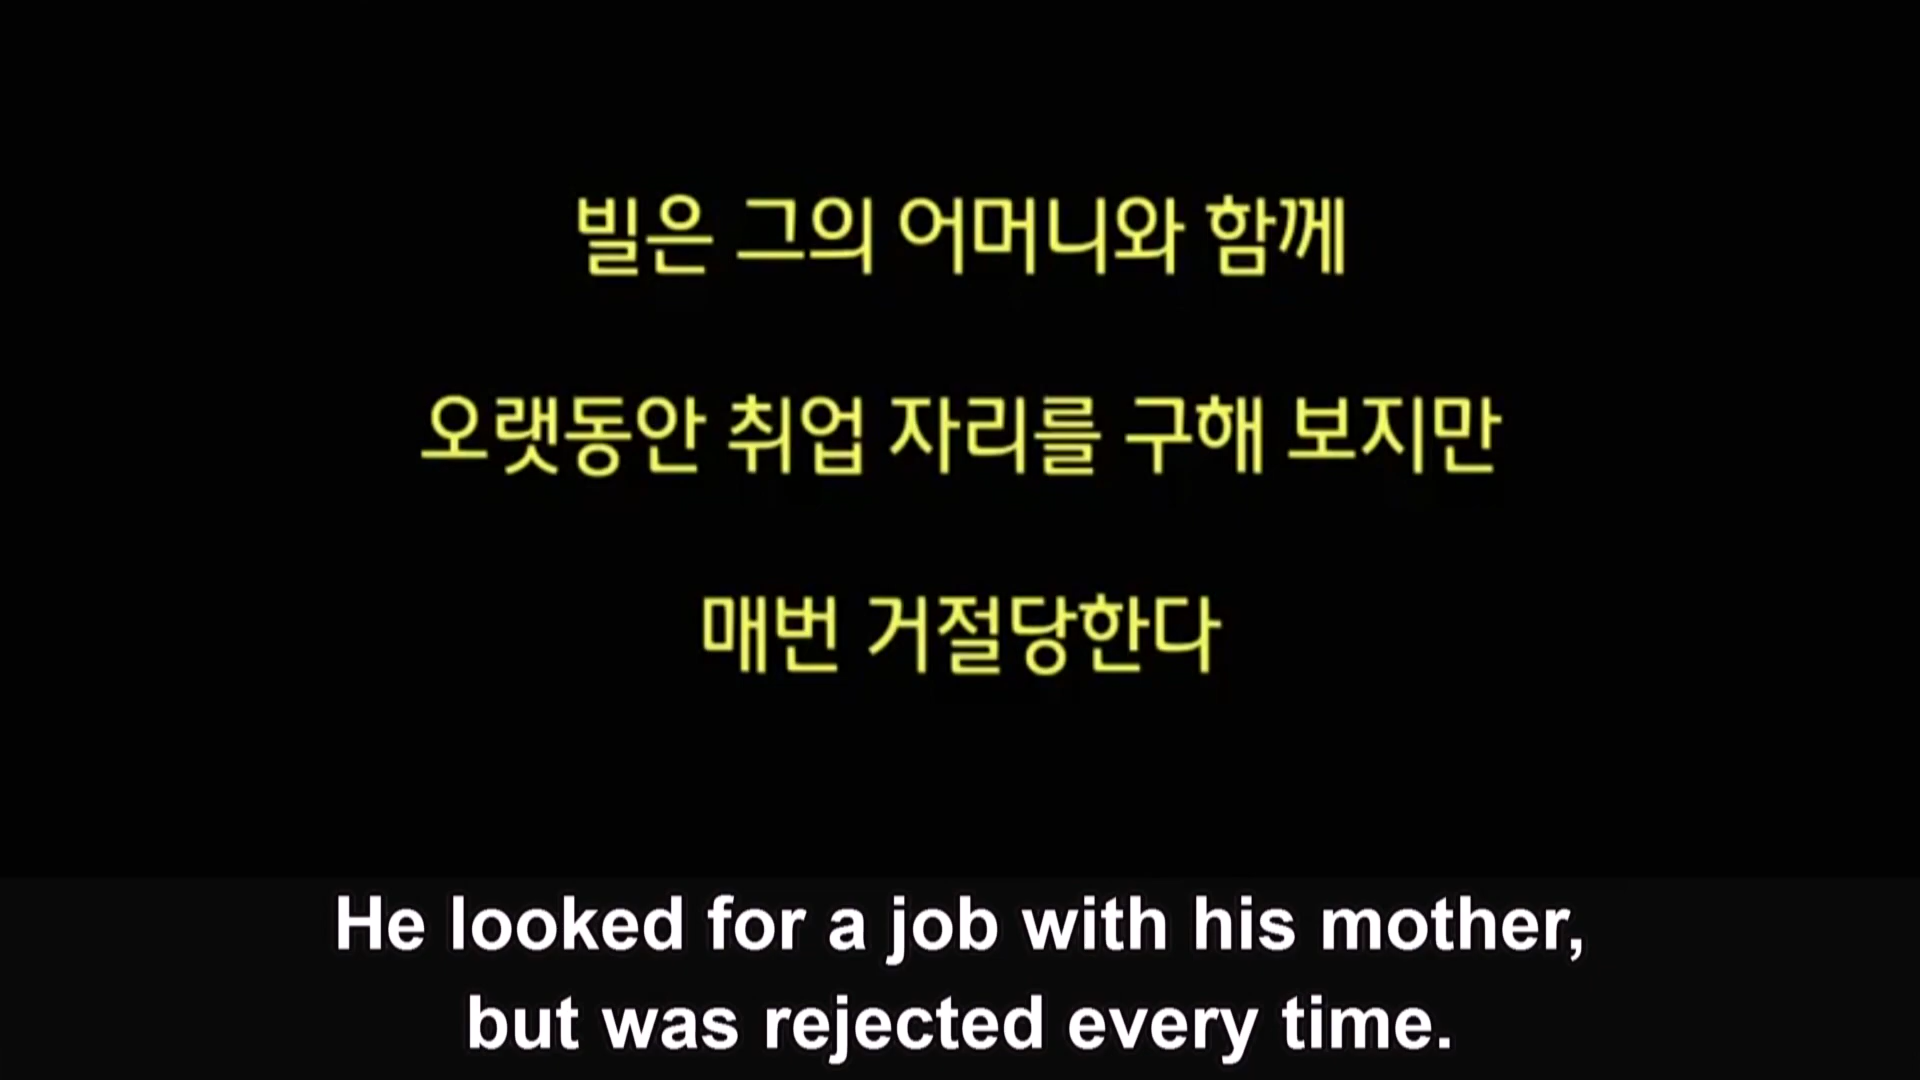 빌은 그의 어머니와 함께
오랫동안 취업 자리를 구해 보지만
매번 거절당한다
He looked for a job with his mother,
but was rejected every time.